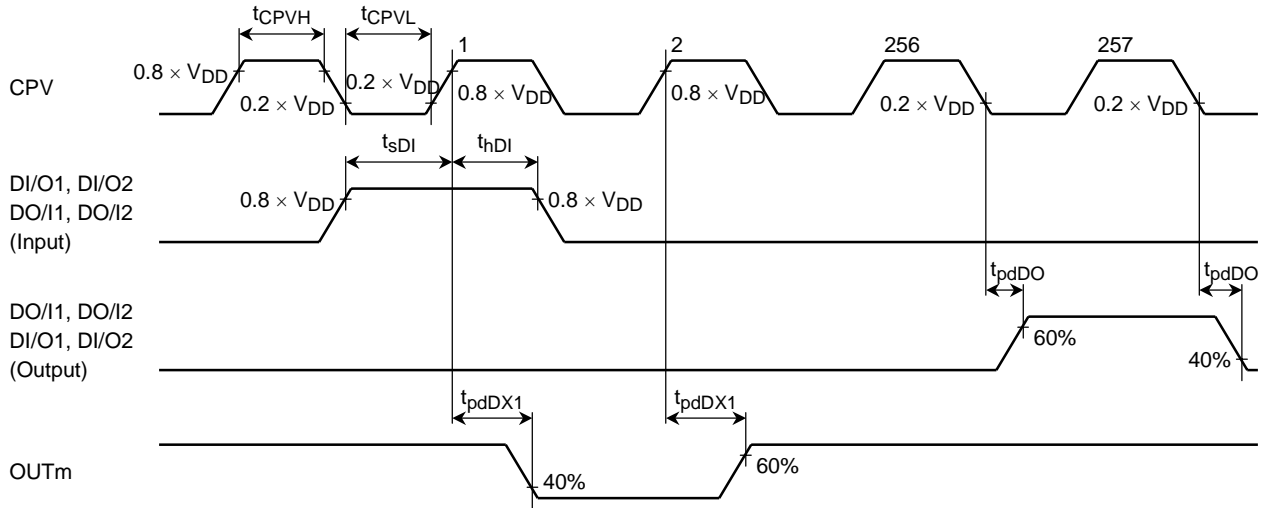 tCPVH tCPVL
1 2 256 257
CPV
0.8 × VDD 0.2 × VDD 0.2 × VDD 0.8 × VDD 0.8 × VDD 0.2 × VDD 0.2 × VDD
tsDI thDI
DI/O1, DI/O2
DO/I1, DO/I2
(Input)
0.8 × VDD 0.8 × VDD
tpdDO tpdDO
DO/I1, DO/I2
DI/O1, DI/O2
(Output)
60% 40%
tpdDX1 tpdDX1
OUTm
40% 60%